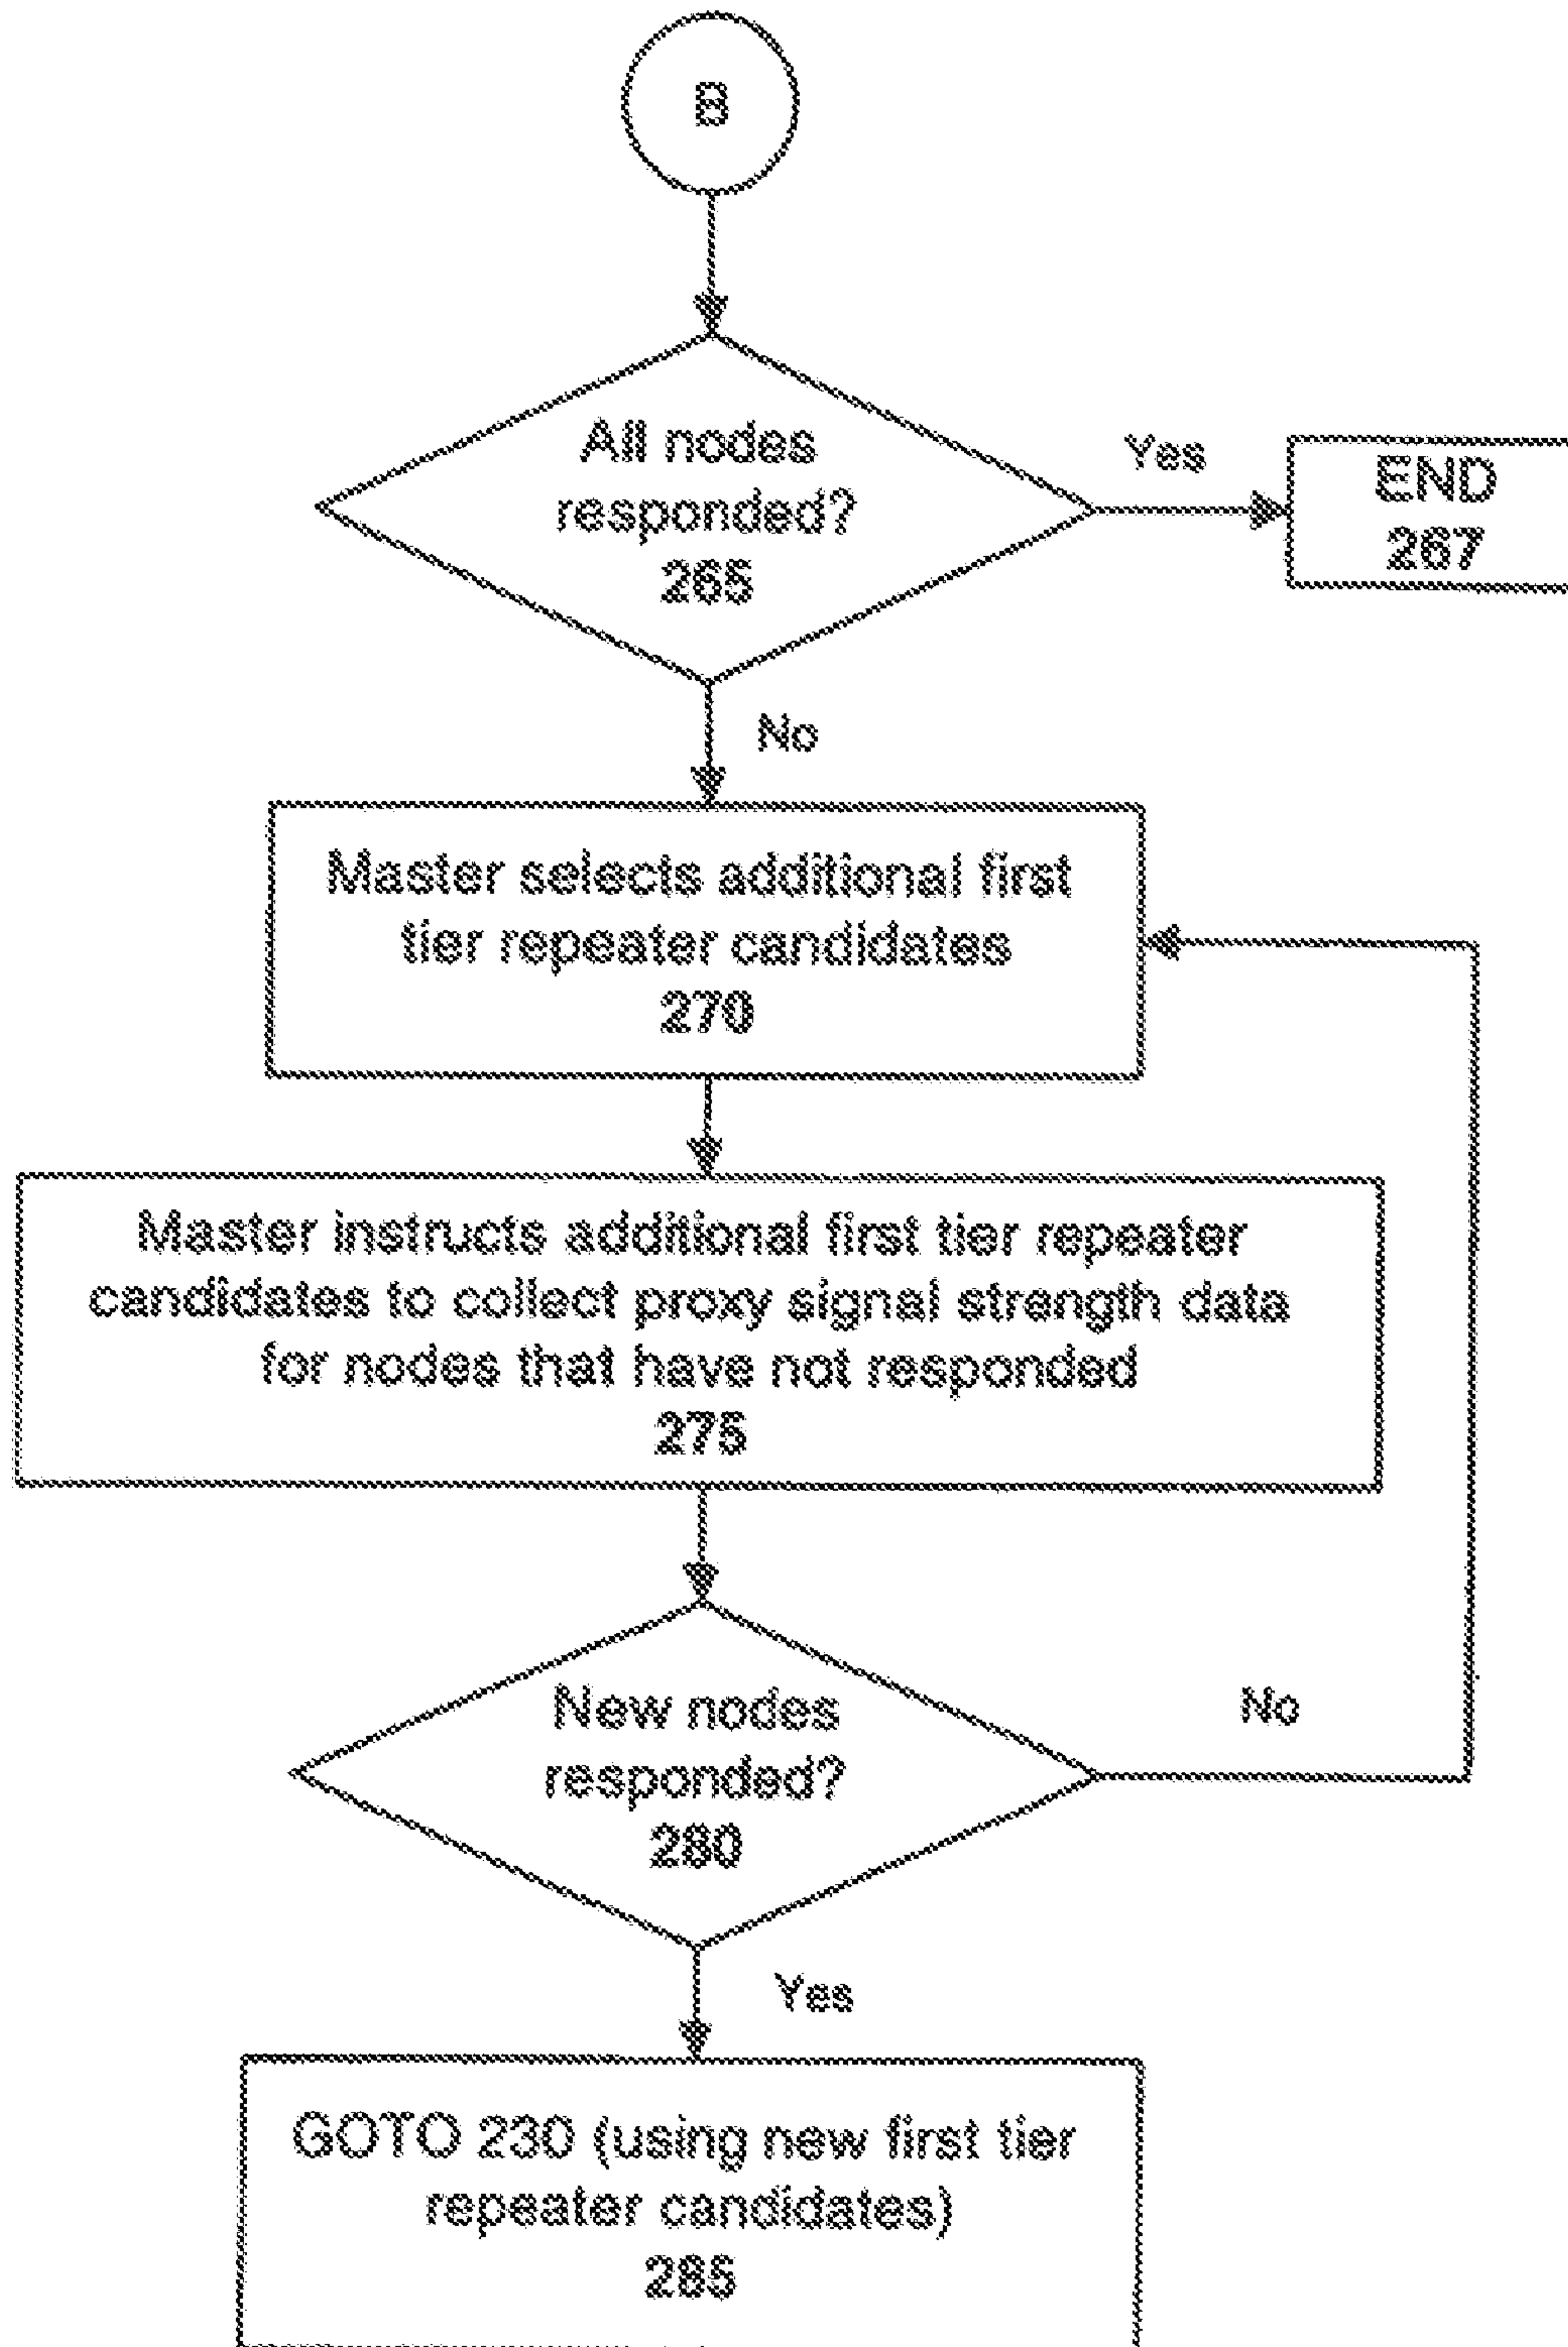 B
All nodes
responded?
265
Yes
END
267
No
Master selects additional first
tier repeater candidates
270
Master instructs additional first tier repeater
candidates to collect proxy signal strength data
for nodes that have not responded
275
New nodes
responded?
280
No
Yes
GOTO 230 (using new first tier
repeater candidates)
285